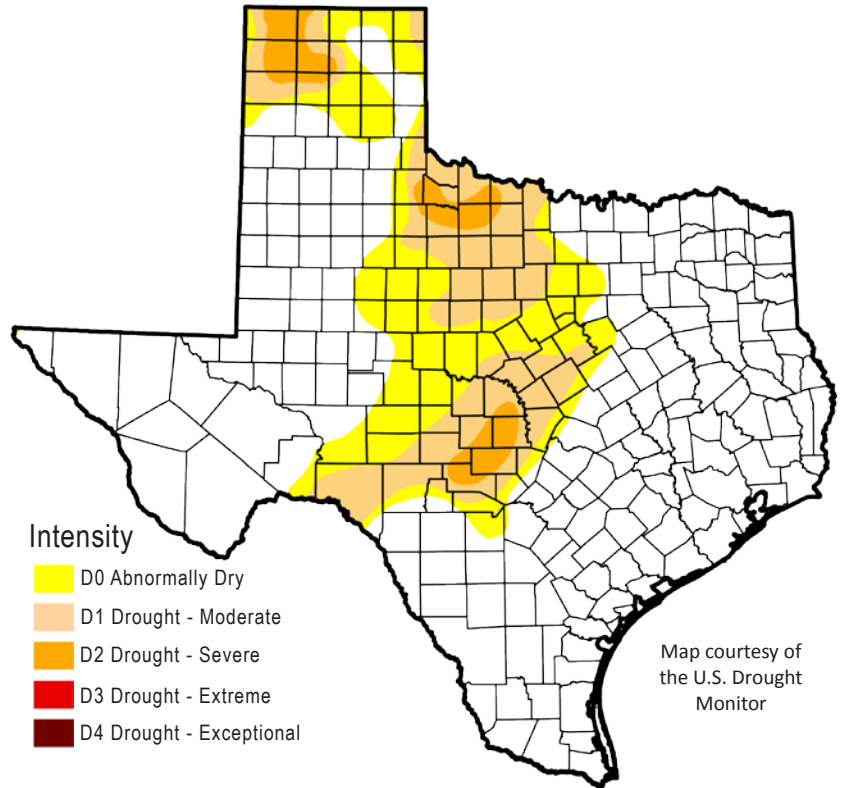 Intensity
D0 Abnormally Dry
D1 Drought - Moderate
D2 Drought - Severe
D3 Drought - Extreme
D4 Drought - Exceptional
Map courtesy of
the U.S. Drought
Monitor